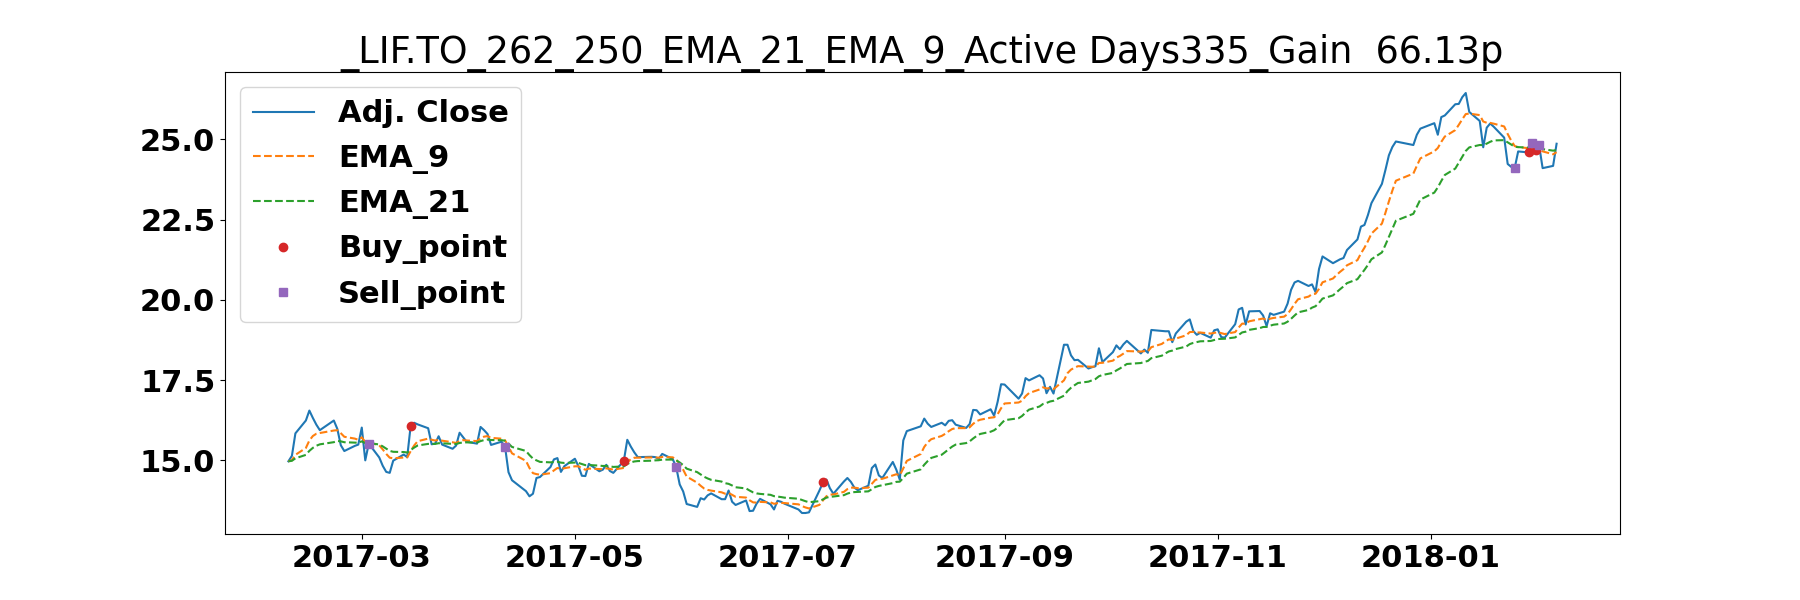 _LIF.TO_262_250_EMA_21_EMA_9_Active Days335_Gain  66.13p
Adj. Close
EMA_9
EMA_21
Buy_point
Sell_point
25.0
22.5
20.0
17.5
15.0
2017-03 2017-05 2017-07 2017-09 2017-11 2018-01